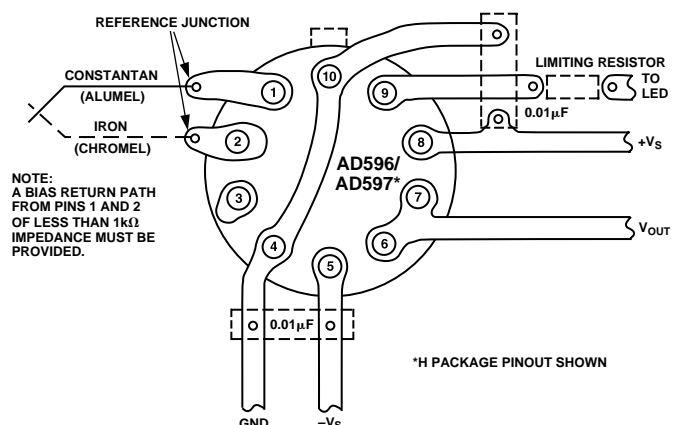 REFERENCE JUNCTION
CONSTANTAN
(ALUMEL)
IRON
(CHROMEL)
NOTE:
A BIAS RETURN PATH
FROM PINS 1 AND 2
OF LESS THAN 1kΩ
IMPEDANCE MUST BE
PROVIDED.
1
2
3
4
5
6
7
8
9
10
AD596/
AD597*
LIMITING RESISTOR
TO
LED
0.01μF
+VS
VOUT
0.01μF
*H PACKAGE PINOUT SHOWN
GND
–VS